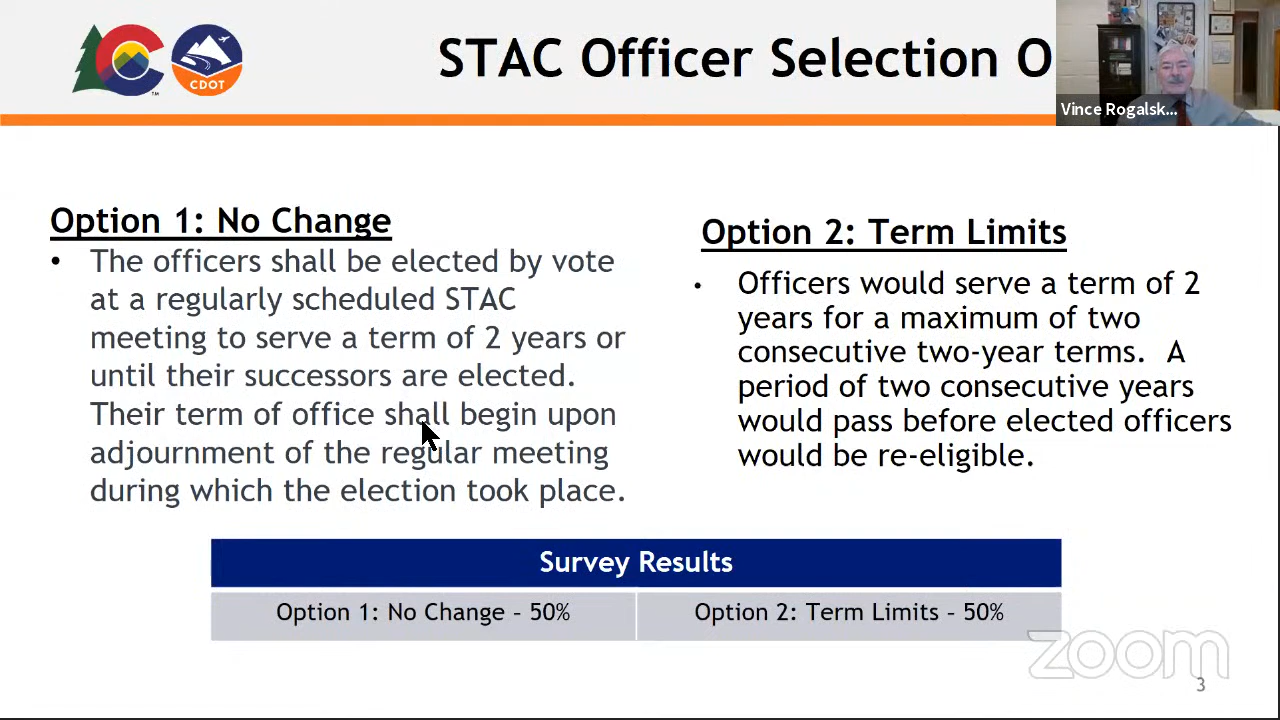 CDOT
TM
STAC Officer Selection O
Vince Rogalsk...
Option 1: No Change
• The officers shall be elected by vote
at a regularly scheduled STAC
meeting to serve a term of 2 years or
until their successors are elected.
Their term of office shall begin upon
adjournment of the regular meeting
during which the election took place.
Option 2: Term Limits
• Officers would serve a term of 2
years for a maximum of two
consecutive two-year terms.  A
period of two consecutive years
would pass before elected officers
would be re-eligible.
Survey Results
Option 1: No Change – 50%
Option 2: Term Limits – 50%
zoom
3